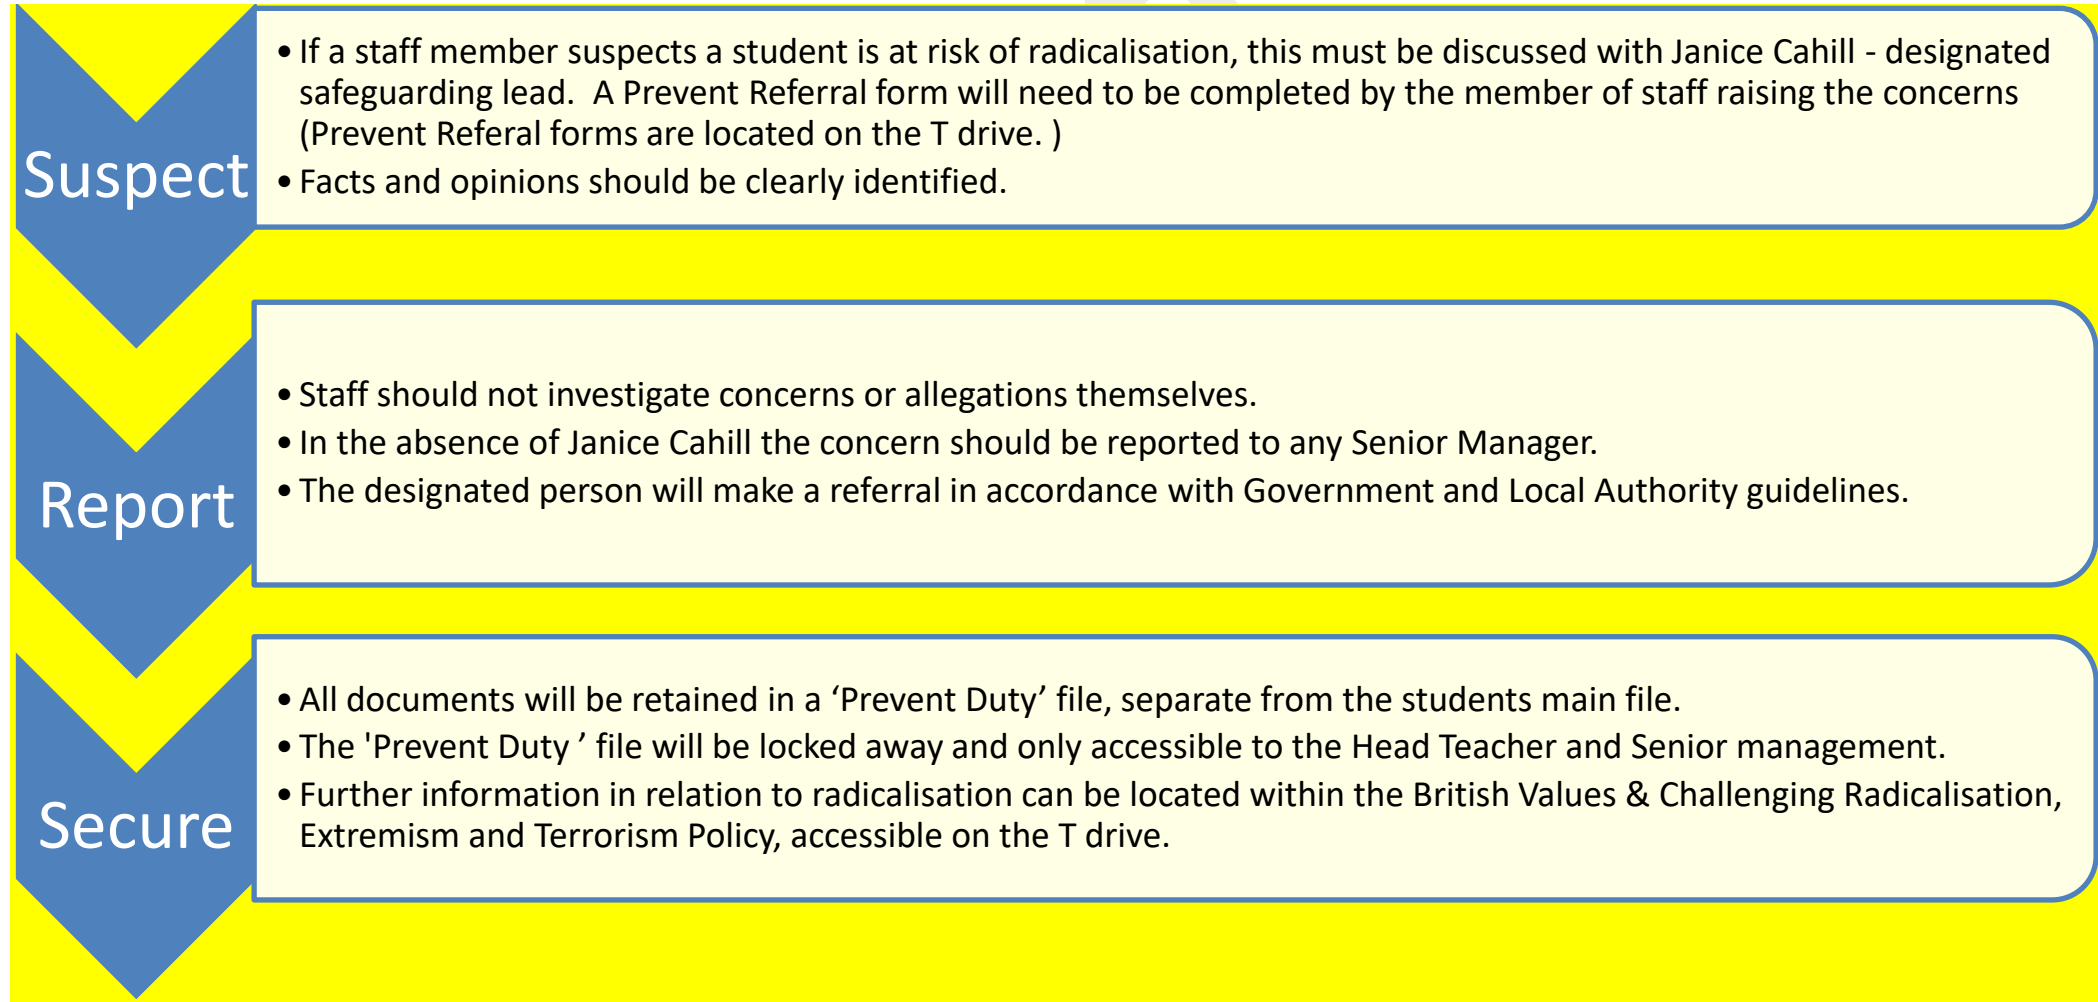 Suspect
• If a staff member suspects a student is at risk of radicalisation, this must be discussed with Janice Cahill - designated
safeguarding lead.  A Prevent Referral form will need to be completed by the member of staff raising the concerns
(Prevent Referal forms are located on the T drive. )
• Facts and opinions should be clearly identified.
Report
• Staff should not investigate concerns or allegations themselves.
• In the absence of Janice Cahill the concern should be reported to any Senior Manager.
• The designated person will make a referral in accordance with Government and Local Authority guidelines.
Secure
• All documents will be retained in a ‘Prevent Duty’ file, separate from the students main file.
• The 'Prevent Duty ’ file will be locked away and only accessible to the Head Teacher and Senior management.
• Further information in relation to radicalisation can be located within the British Values & Challenging Radicalisation,
Extremism and Terrorism Policy, accessible on the T drive.